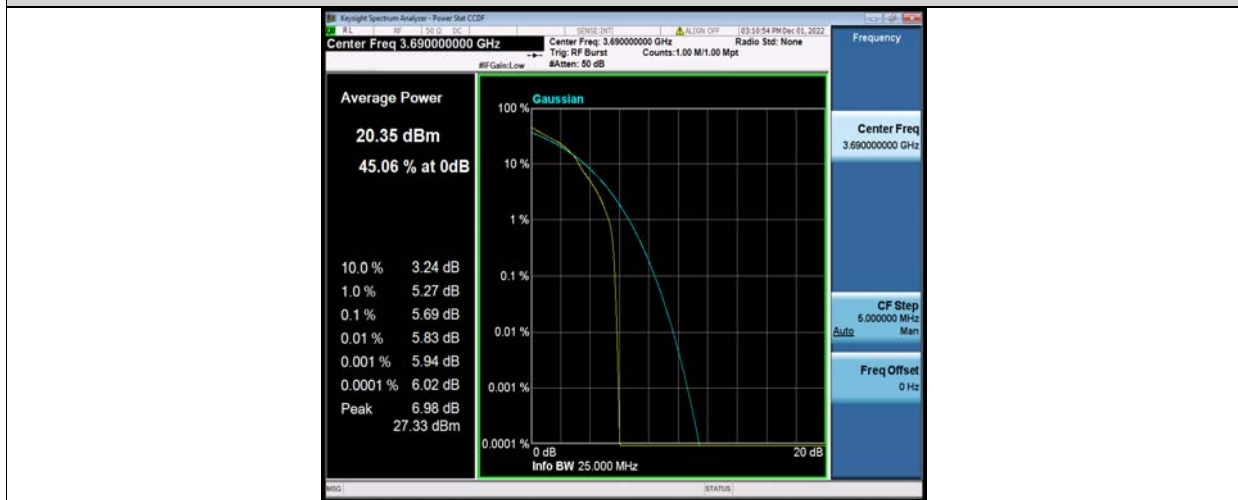 Keysight Spectrum Analyzer - Power Stat CCDF
RL RF 50 Ω DC SENSE:INT ALIGN OFF 03:10:54 PM Dec 01, 2022
Center Freq 3.690000000 GHz
Center Freq: 3.690000000 GHz Radio Std: None
Trig: RF Burst Counts:1.00 M/1.00 Mpt
#IFGain:Low #Atten: 50 dB
Frequency
Average Power
20.35 dBm
45.06 % at 0dB
10.0 % 3.24 dB
1.0 % 5.27 dB
0.1 % 5.69 dB
0.01 % 5.83 dB
0.001 % 5.94 dB
0.0001 % 6.02 dB
Peak 6.98 dB
27.33 dBm
Gaussian
100 %
10 %
1 %
0.1 %
0.01 %
0.001 %
0.0001 %
0 dB 20 dB
Info BW 25.000 MHz
Center Freq
3.690000000 GHz
CF Step
5.000000 MHz
Auto Man
Freq Offset
0 Hz
MSG STATUS